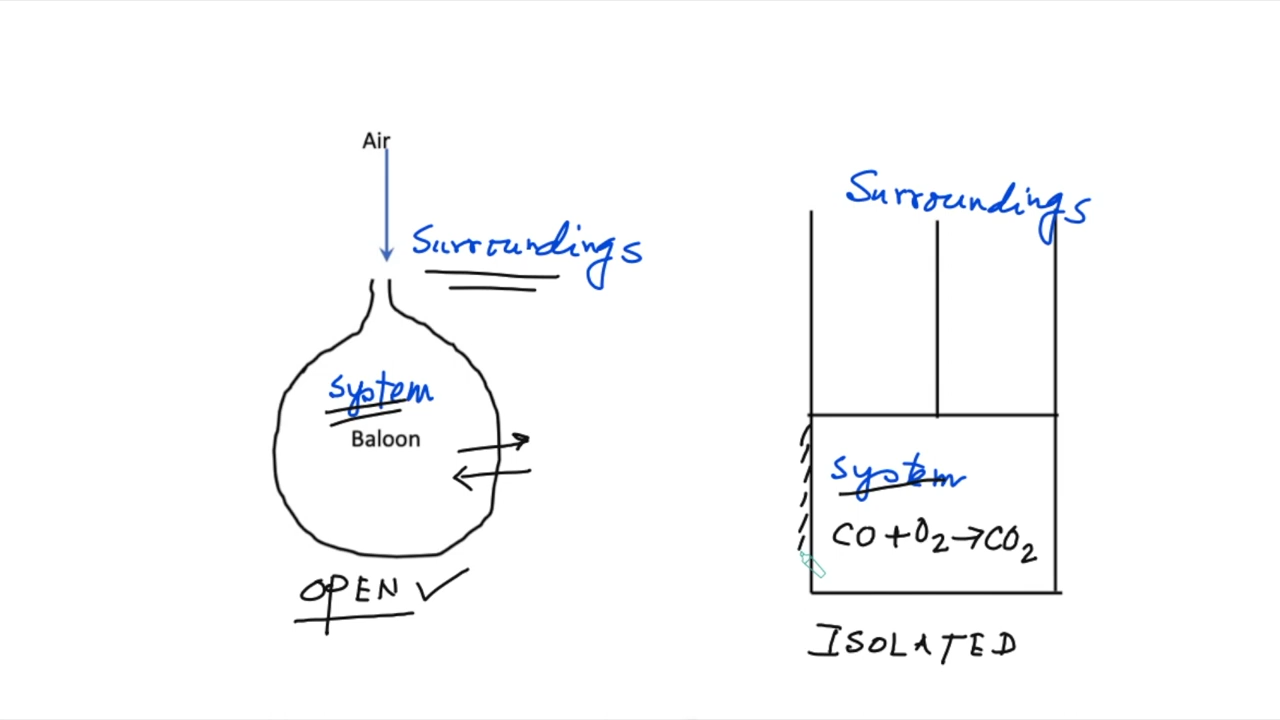 Air
Surroundings
system
Baloon
OPEN ✓
Surroundings
system
CO + O₂ → CO₂
ISOLATED